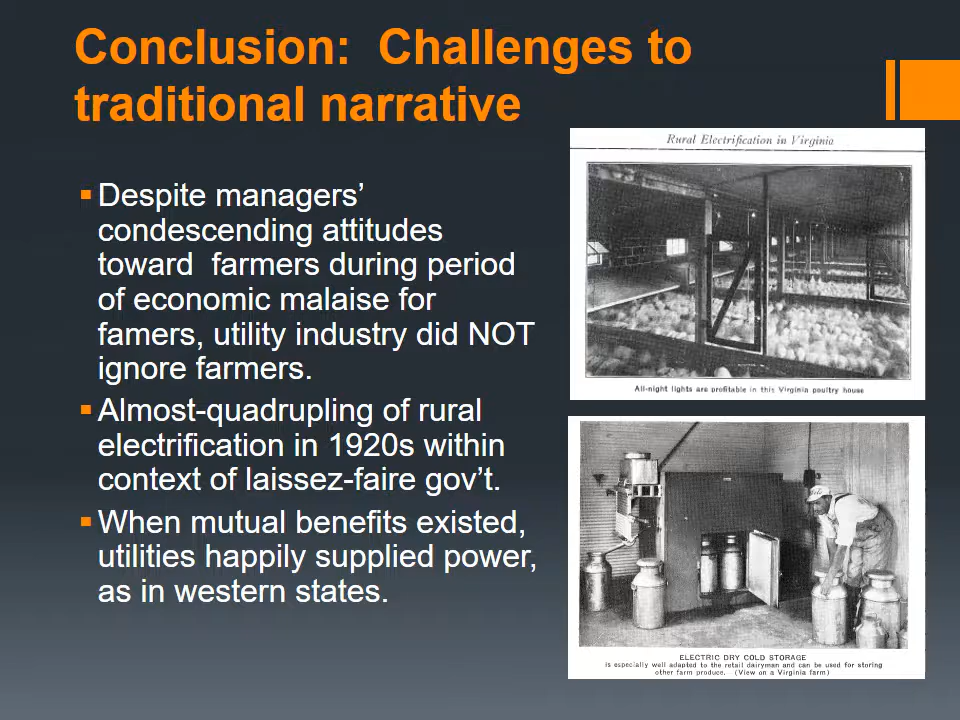 Conclusion:  Challenges to
traditional narrative
Despite managers’
condescending attitudes
toward  farmers during period
of economic malaise for
famers, utility industry did NOT
ignore farmers.
Almost-quadrupling of rural
electrification in 1920s within
context of laissez-faire gov’t.
When mutual benefits existed,
utilities happily supplied power,
as in western states.
Rural Electrification in Virginia
All-night lights are profitable in this Virginia poultry house
ELECTRIC DRY COLD STORAGE
is especially well adapted to the retail dairyman and can be used for storing
other farm produce. (View on a Virginia farm)